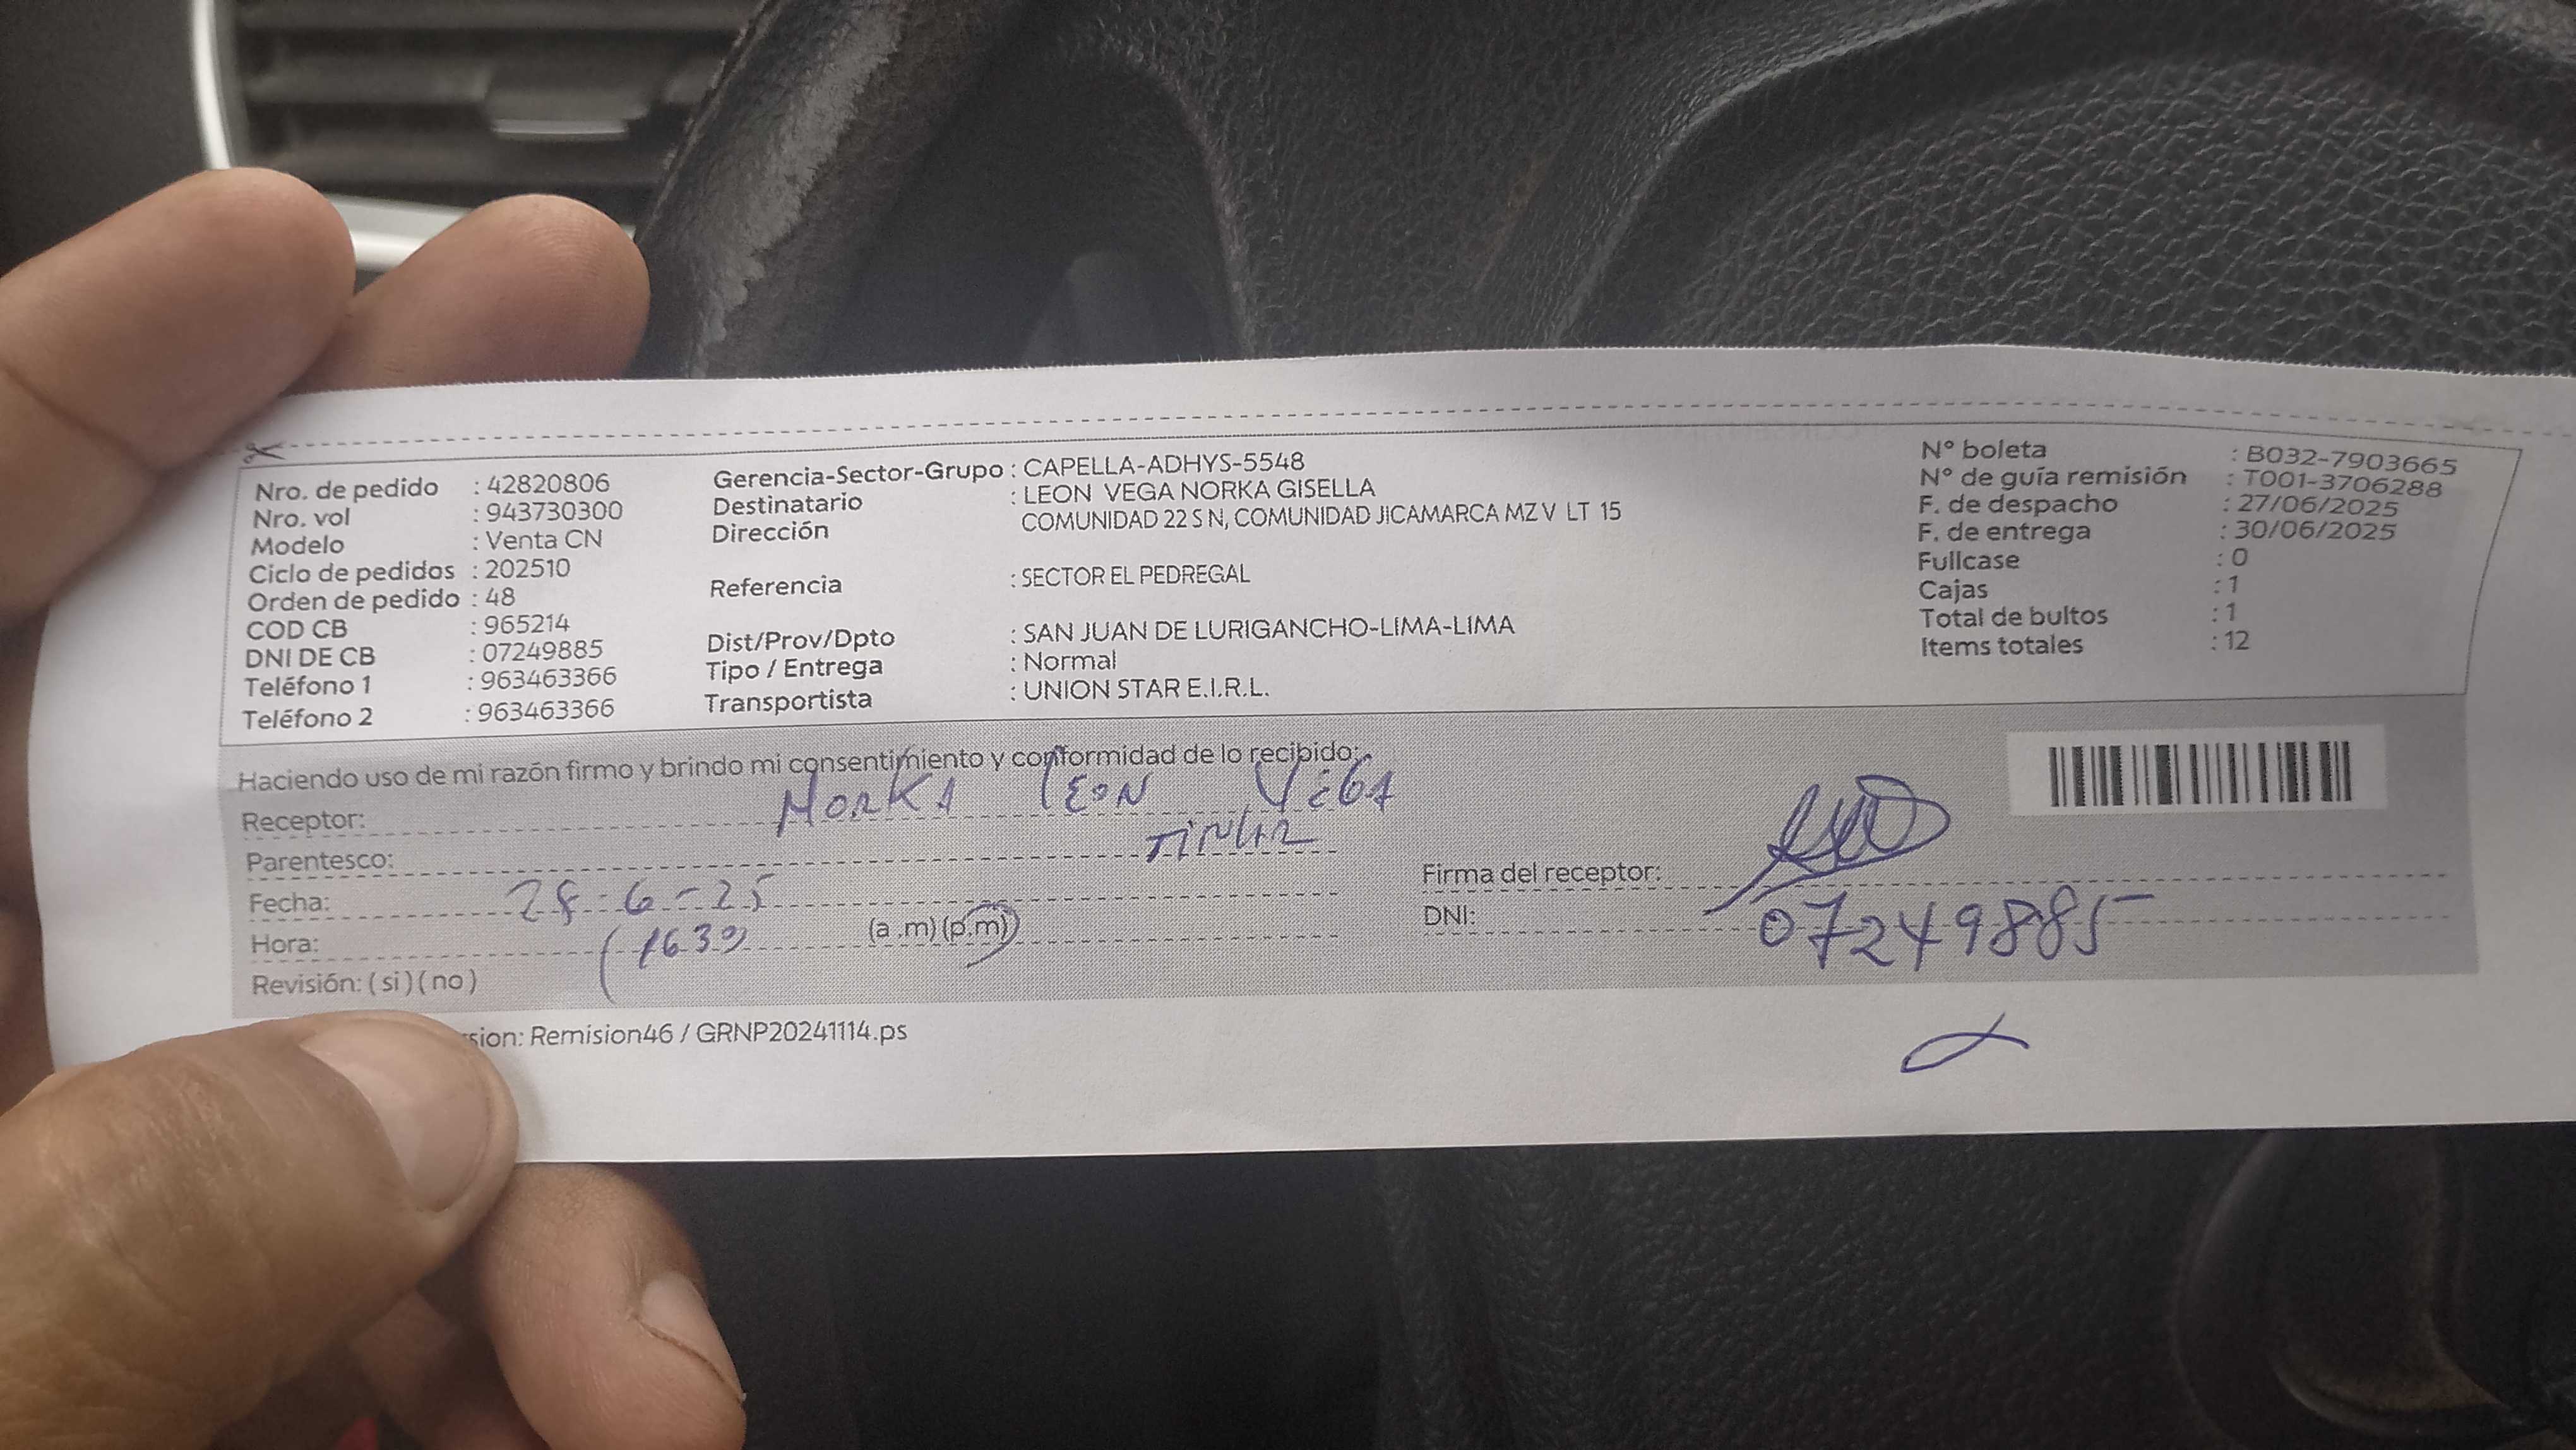 Nro. de pedido : 42820806
Nro. vol : 943730300
Modelo : Venta CN
Ciclo de pedidos : 202510
Orden de pedido : 48
COD CB : 965214
DNI DE CB : 07249885
Teléfono 1 : 963463366
Teléfono 2 : 963463366
Gerencia-Sector-Grupo : CAPELLA-ADHYS-5548
Destinatario : LEON VEGA NORKA GISELLA
Dirección COMUNIDAD 22 S N, COMUNIDAD JICAMARCA MZ V LT 15
Referencia : SECTOR EL PEDREGAL
Dist/Prov/Dpto : SAN JUAN DE LURIGANCHO-LIMA-LIMA
Tipo / Entrega : Normal
Transportista : UNION STAR E.I.R.L.
N° boleta : B032-7903665
N° de guía remisión : T001-3706288
F. de despacho : 27/06/2025
F. de entrega : 30/06/2025
Fullcase : 0
Cajas : 1
Total de bultos : 1
Items totales : 12
Haciendo uso de mi razón firmo y brindo mi consentimiento y conformidad de lo recibido:
Receptor: NORKA LEON VEGA
Parentesco:
Fecha: 28-6-25
Hora: (a .m) (p.m)
Revisión: ( si ) ( no )
Firma del receptor:
DNI: 07249885
sion: Remision46 / GRNP20241114.ps